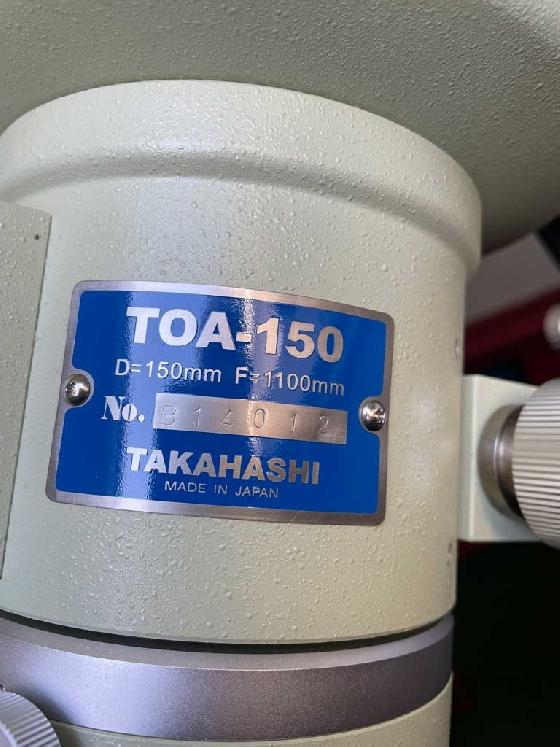 TOA-150
D=150mm F=1100mm
No. B14012
TAKAHASHI
MADE IN JAPAN